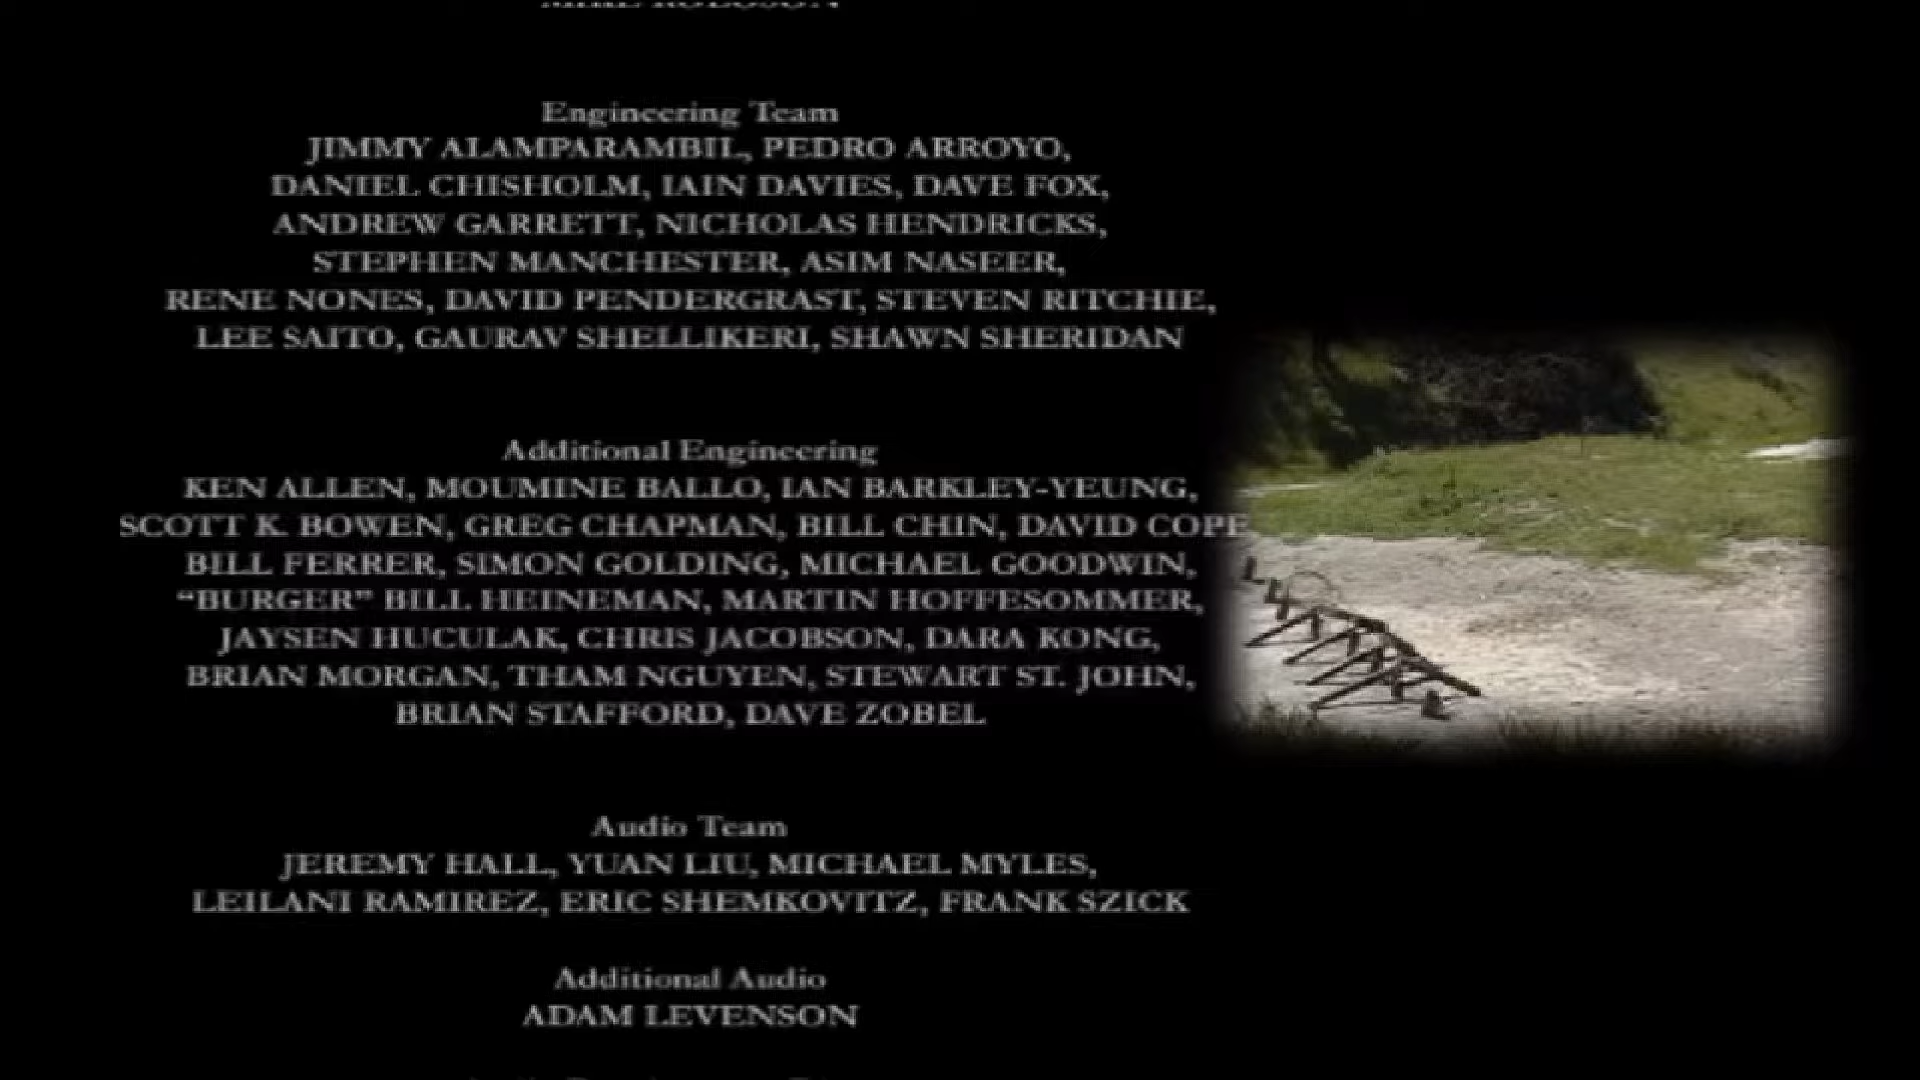 Engineering Team
JIMMY ALAMPARAMBIL, PEDRO ARROYO,
DANIEL CHISHOLM, IAIN DAVIES, DAVE FOX,
ANDREW GARRETT, NICHOLAS HENDRICKS,
STEPHEN MANCHESTER, ASIM NASEER,
RENE NONES, DAVID PENDERGRAST, STEVEN RITCHIE,
LEE SAITO, GAURAV SHELLIKERI, SHAWN SHERIDAN
Additional Engineering
KEN ALLEN, MOUMINE BALLO, IAN BARKLEY-YEUNG,
SCOTT K. BOWEN, GREG CHAPMAN, BILL CHIN, DAVID COPE
BILL FERRER, SIMON GOLDING, MICHAEL GOODWIN,
“BURGER” BILL HEINEMAN, MARTIN HOFFESOMMER,
JAYSEN HUCULAK, CHRIS JACOBSON, DARA KONG,
BRIAN MORGAN, THAM NGUYEN, STEWART ST. JOHN,
BRIAN STAFFORD, DAVE ZOBEL
Audio Team
JEREMY HALL, YUAN LIU, MICHAEL MYLES,
LEILANI RAMIREZ, ERIC SHEMKOVITZ, FRANK SZICK
Additional Audio
ADAM LEVENSON